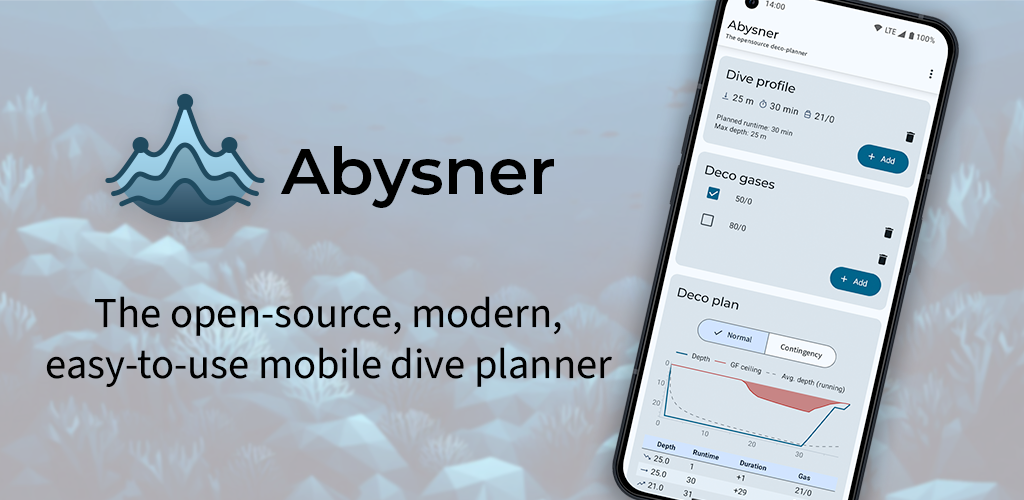 Abysner
The open-source, modern,
easy-to-use mobile dive planner
14:00
LTE
100%
Abysner
The opensource deco-planner
Dive profile
25 m 30 min 21/0
Planned runtime: 30 min
Max depth: 25 m
+ Add
Deco gases
50/0
80/0
+ Add
Deco plan
Normal
Contingency
Depth
GF ceiling
Avg. depth (running)
0
10
20
0
10
20
30
Depth Runtime Duration Gas
25.0 1 +1 21/0
25.0 30 +29
21.0 31